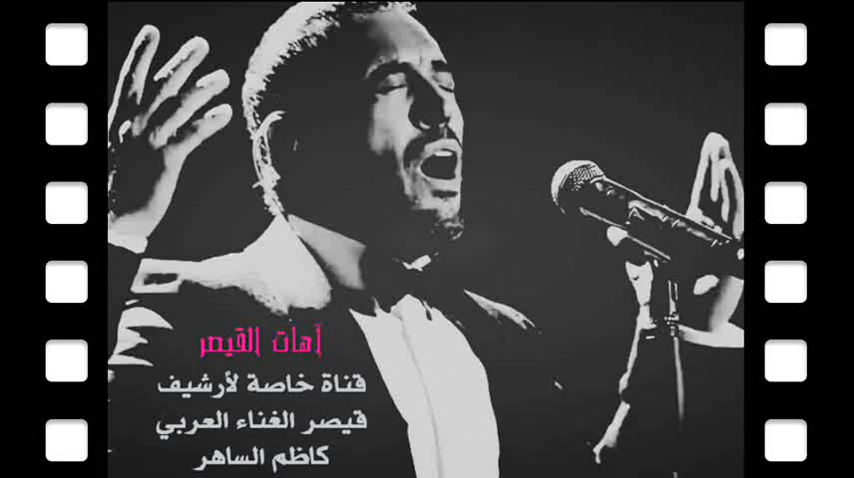 آهات القيصر
قناة خاصة لأرشيف
قيصر الغناء العربي
كاظم الساهر